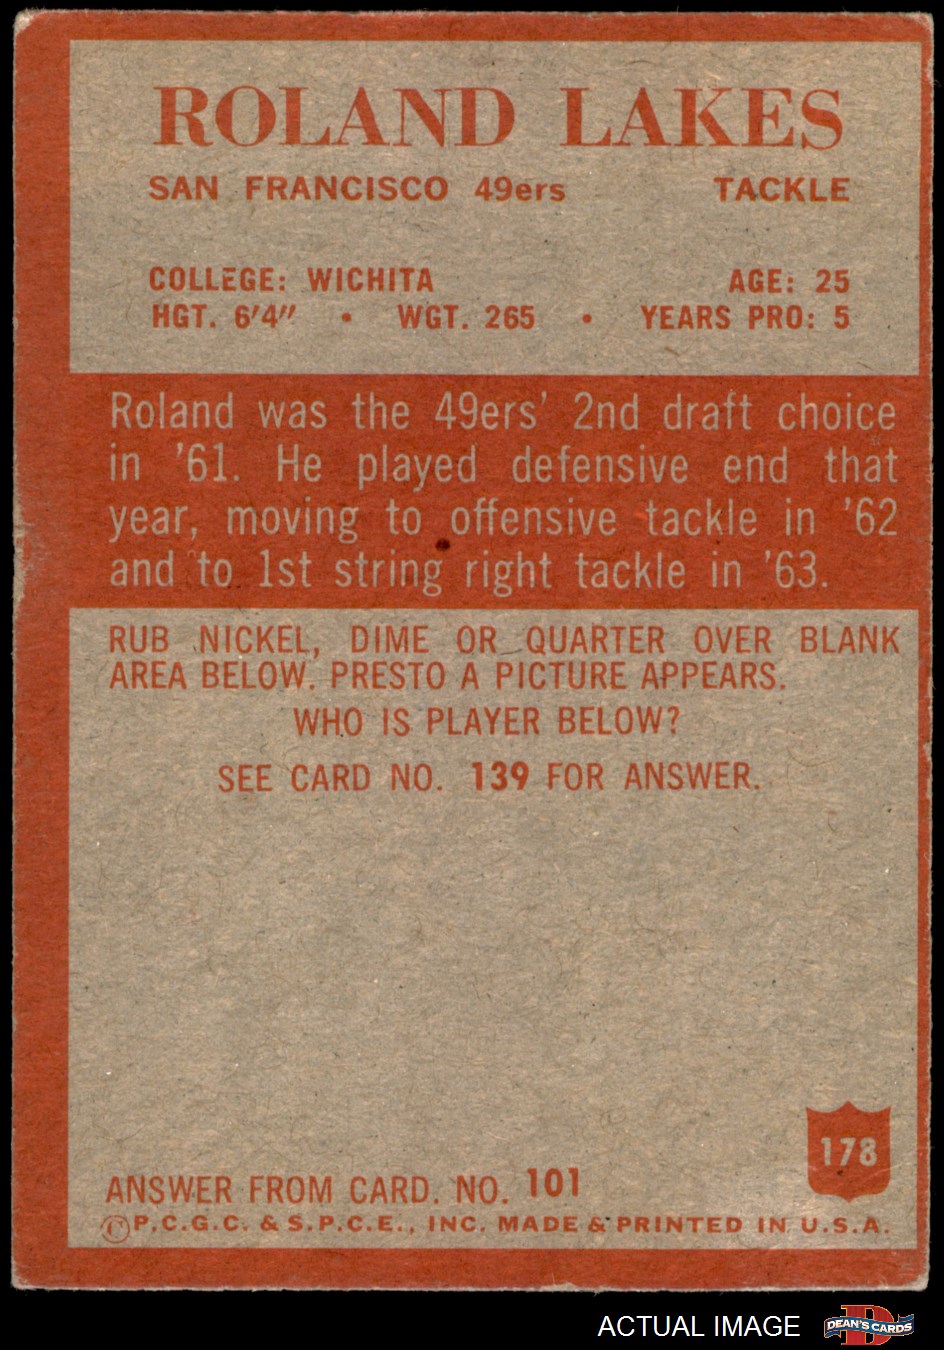 ROLAND LAKES
SAN FRANCISCO 49ers TACKLE
COLLEGE: WICHITA AGE: 25
HGT. 6'4" • WGT. 265 • YEARS PRO: 5
Roland was the 49ers' 2nd draft choice
in '61. He played defensive end that
year, moving to offensive tackle in '62
and to 1st string right tackle in '63.
RUB NICKEL, DIME OR QUARTER OVER BLANK
AREA BELOW. PRESTO A PICTURE APPEARS.
WHO IS PLAYER BELOW?
SEE CARD NO. 139 FOR ANSWER.
178
ANSWER FROM CARD. NO. 101
© P.C.G.C. & S.P.C.E., INC. MADE & PRINTED IN U.S.A.
ACTUAL IMAGE
DEAN'S CARDS